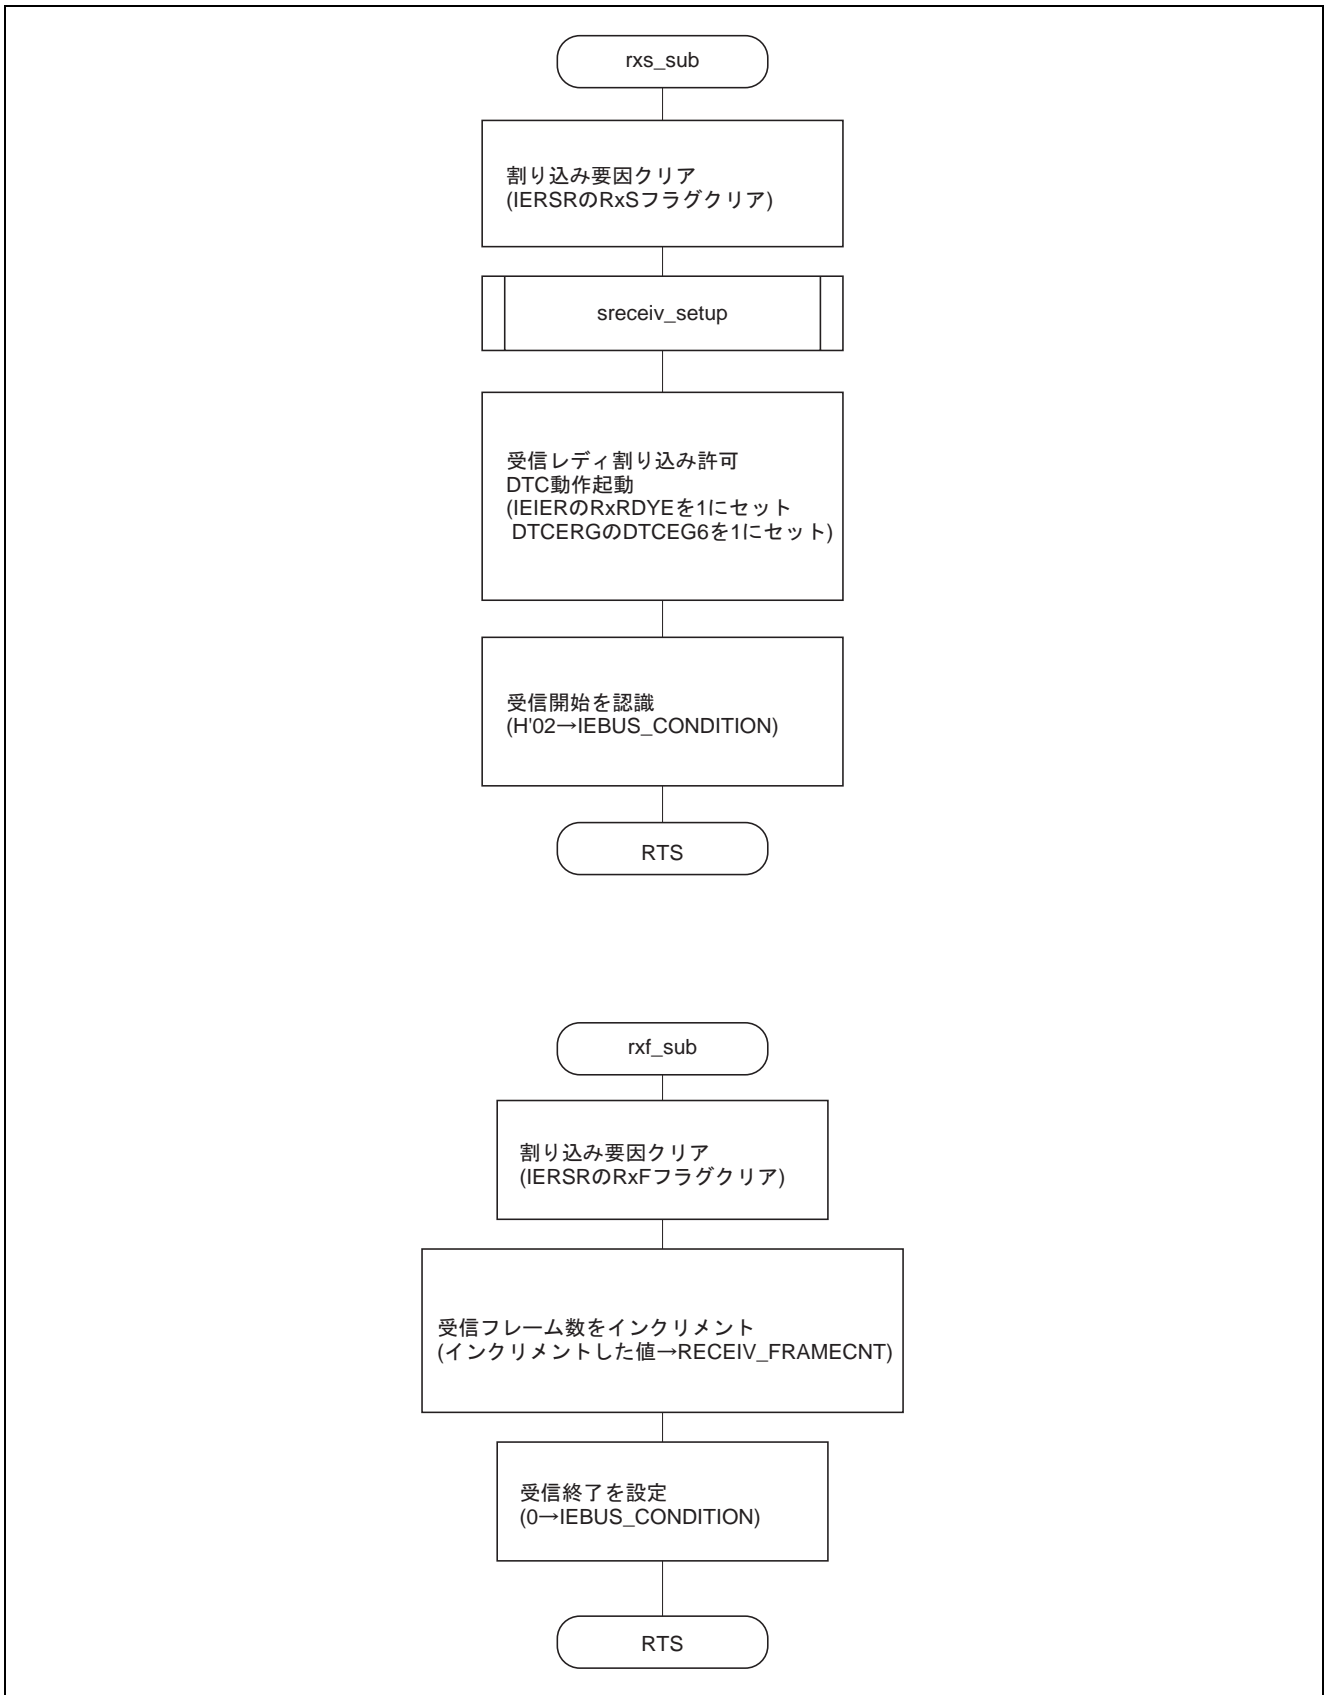 rxs_sub
割り込み要因クリア
(IERSRのRxSフラグクリア)
sreceiv_setup
受信レディ割り込み許可
DTC動作起動
(IEIERのRxRDYEを1にセット
DTCERGのDTCEG6を1にセット)
受信開始を認識
(H'02→IEBUS_CONDITION)
RTS
rxf_sub
割り込み要因クリア
(IERSRのRxFフラグクリア)
受信フレーム数をインクリメント
(インクリメントした値→RECEIV_FRAMECNT)
受信終了を設定
(0→IEBUS_CONDITION)
RTS